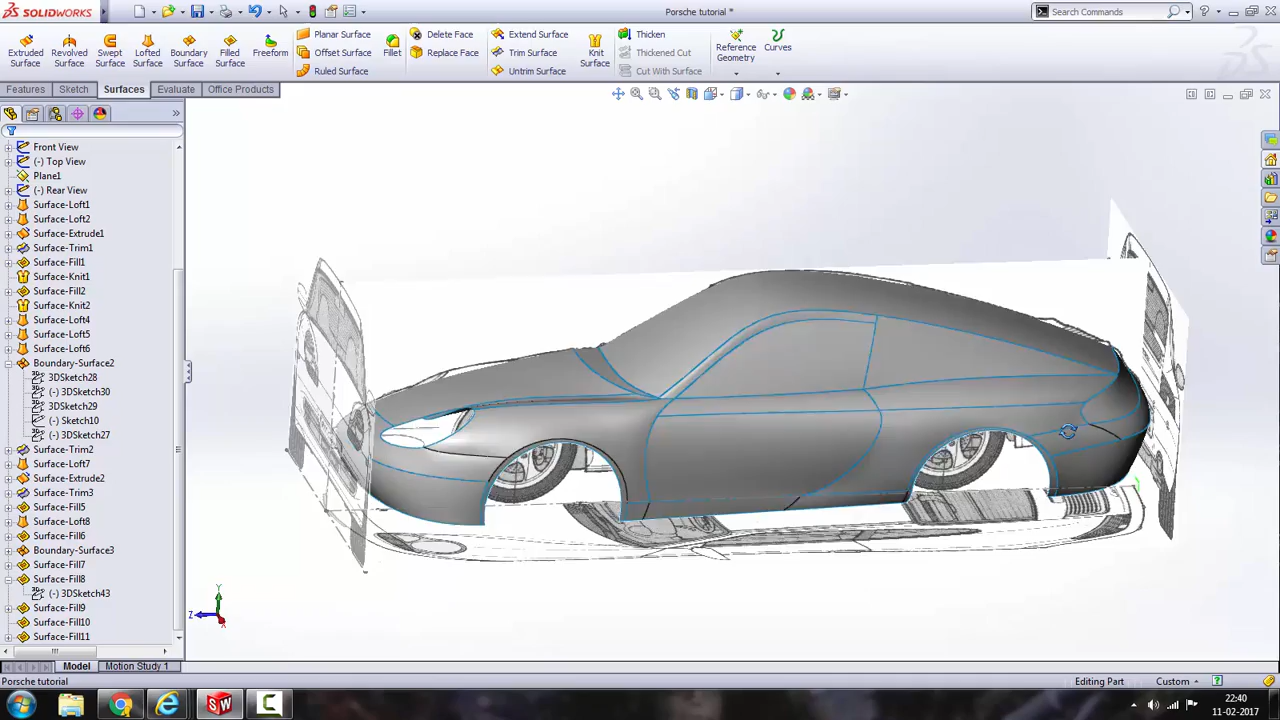 SOLIDWORKS
Porsche tutorial *
Search Commands
Extruded Surface
Revolved Surface
Swept Surface
Lofted Surface
Boundary Surface
Filled Surface
Freeform
Planar Surface
Offset Surface
Ruled Surface
Fillet
Delete Face
Replace Face
Extend Surface
Trim Surface
Untrim Surface
Knit Surface
Thicken
Thickened Cut
Cut With Surface
Reference Geometry
Curves
Features
Sketch
Surfaces
Evaluate
Office Products
Front View
(-) Top View
Plane1
(-) Rear View
Surface-Loft1
Surface-Loft2
Surface-Extrude1
Surface-Trim1
Surface-Fill1
Surface-Knit1
Surface-Fill2
Surface-Knit2
Surface-Loft4
Surface-Loft5
Surface-Loft6
Boundary-Surface2
3DSketch28
(-) 3DSketch30
3DSketch29
(-) Sketch10
(-) 3DSketch27
Surface-Trim2
Surface-Loft7
Surface-Extrude2
Surface-Trim3
Surface-Fill5
Surface-Loft8
Surface-Fill6
Boundary-Surface3
Surface-Fill7
Surface-Fill8
(-) 3DSketch43
Surface-Fill9
Surface-Fill10
Surface-Fill11
Y
Z
X
Model
Motion Study 1
Porsche tutorial
Editing Part
Custom
22:40
11-02-2017